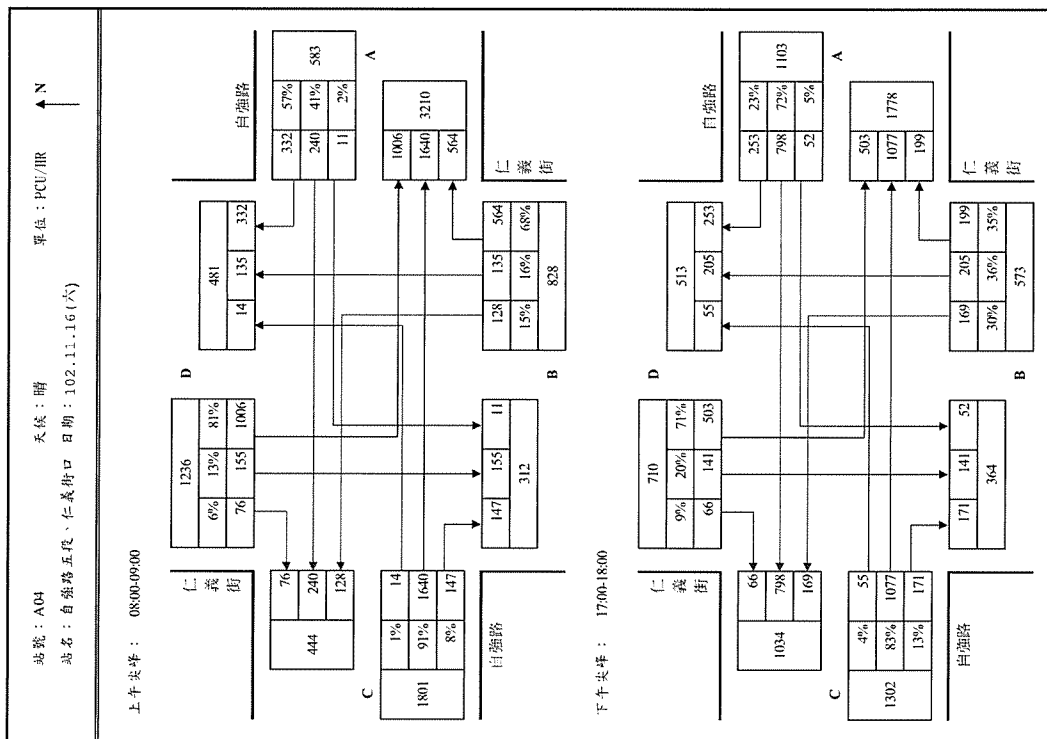 站號：A04 天候：晴 單位：PCU/HR N
站名：自強路五段、仁義街口 日期：102.11.16(六)
上午尖峰： 08:00-09:00
仁義街
自強路
D
1236
6% 13% 81%
76 155 1006
481
14 135 332
332 57%
240 41%
11 2%
583
A
76
240
128
444
1006
1640
564
3210
C
1801
1% 14
91% 1640
8% 147
147 155 11
312
B
128 135 564
15% 16% 68%
828
自強路
仁義街
下午尖峰： 17:00-18:00
仁義街
自強路
D
710
9% 20% 71%
66 141 503
513
55 205 253
253 23%
798 72%
52 5%
1103
A
66
798
169
1034
503
1077
199
1778
C
1302
4% 55
83% 1077
13% 171
171 141 52
364
B
169 205 199
30% 36% 35%
573
自強路
仁義街